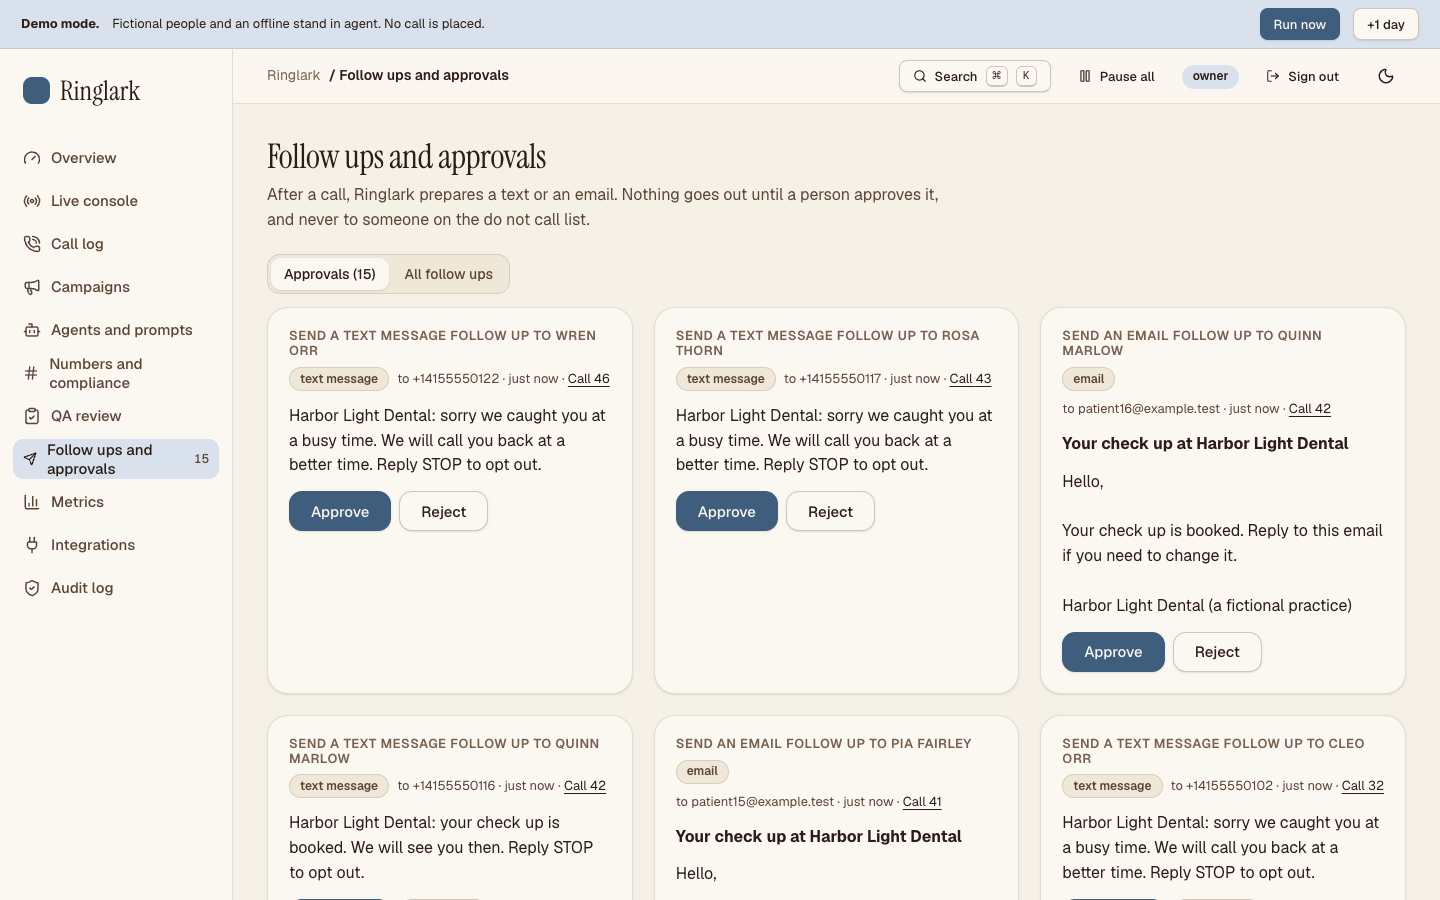 Demo mode. Fictional people and an offline stand in agent. No call is placed.
Run now
+1 day
Ringlark
Overview
Live console
Call log
Campaigns
Agents and prompts
Numbers and
compliance
QA review
Follow ups and
approvals
15
Metrics
Integrations
Audit log
Ringlark / Follow ups and approvals
Search ⌘ K
Pause all
owner
Sign out
Follow ups and approvals
After a call, Ringlark prepares a text or an email. Nothing goes out until a person approves it,
and never to someone on the do not call list.
Approvals (15)
All follow ups
SEND A TEXT MESSAGE FOLLOW UP TO WREN
ORR
text message to +14155550122 · just now · Call 46
Harbor Light Dental: sorry we caught you at
a busy time. We will call you back at a
better time. Reply STOP to opt out.
Approve
Reject
SEND A TEXT MESSAGE FOLLOW UP TO ROSA
THORN
text message to +14155550117 · just now · Call 43
Harbor Light Dental: sorry we caught you at
a busy time. We will call you back at a
better time. Reply STOP to opt out.
Approve
Reject
SEND AN EMAIL FOLLOW UP TO QUINN
MARLOW
email
to patient16@example.test · just now · Call 42
Your check up at Harbor Light Dental
Hello,
Your check up is booked. Reply to this email
if you need to change it.
Harbor Light Dental (a fictional practice)
Approve
Reject
SEND A TEXT MESSAGE FOLLOW UP TO QUINN
MARLOW
text message to +14155550116 · just now · Call 42
Harbor Light Dental: your check up is
booked. We will see you then. Reply STOP
to opt out.
SEND AN EMAIL FOLLOW UP TO PIA FAIRLEY
email
to patient15@example.test · just now · Call 41
Your check up at Harbor Light Dental
Hello,
SEND A TEXT MESSAGE FOLLOW UP TO CLEO
ORR
text message to +14155550102 · just now · Call 32
Harbor Light Dental: sorry we caught you at
a busy time. We will call you back at a
better time. Reply STOP to opt out.